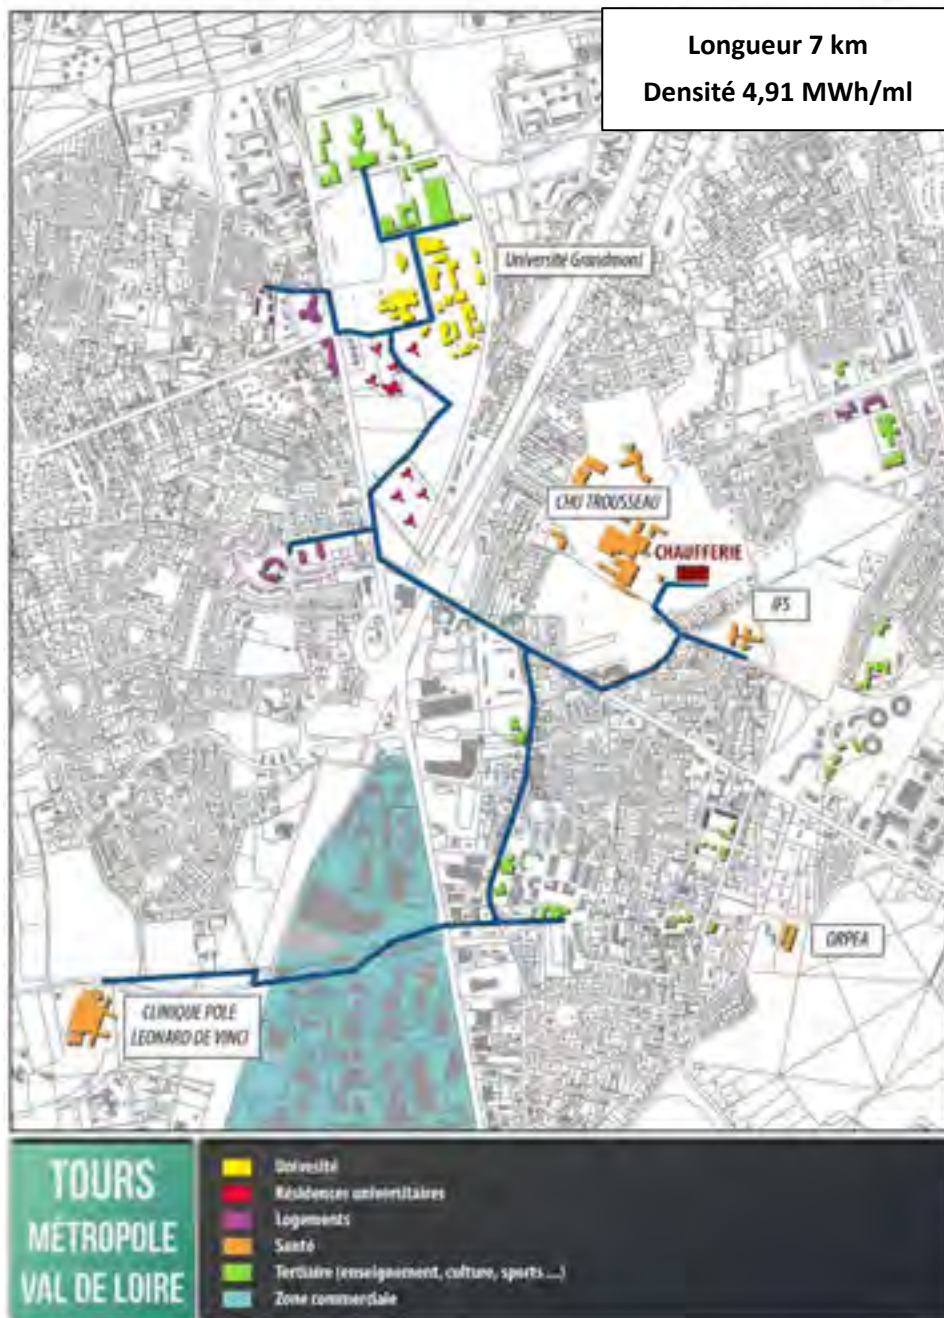 Longueur 7 km
Densité 4,91 MWh/ml
Université Grandmont
CHU TROUSSEAU
CHAUFFERIE
IFS
ORPEA
CLINIQUE POLE
LEONARD DE VINCI
TOURS
MÉTROPOLE
VAL DE LOIRE
Université
Résidences universitaires
Logements
Santé
Tertiaire (enseignement, culture, sports ...)
Zone commerciale